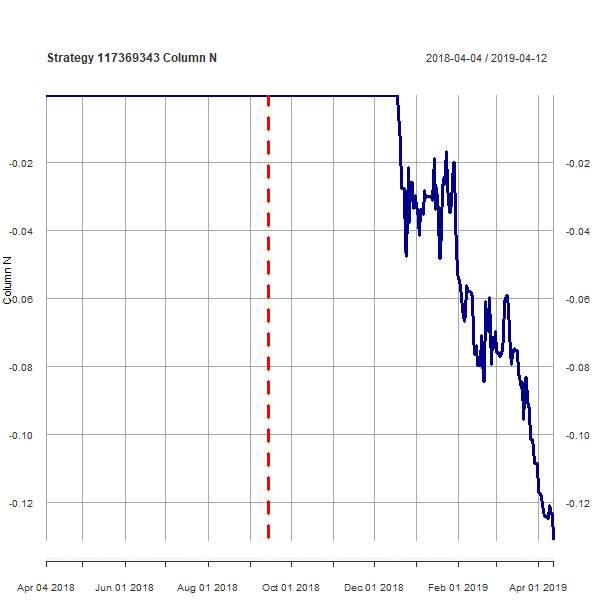 Strategy 117369343 Column N
2018-04-04 / 2019-04-12
-0.02
-0.02
-0.04
-0.04
-0.06
-0.06
-0.08
-0.08
-0.10
-0.10
-0.12
-0.12
Column N
Apr 04 2018
Jun 01 2018
Aug 01 2018
Oct 01 2018
Dec 03 2018
Feb 01 2019
Apr 01 2019